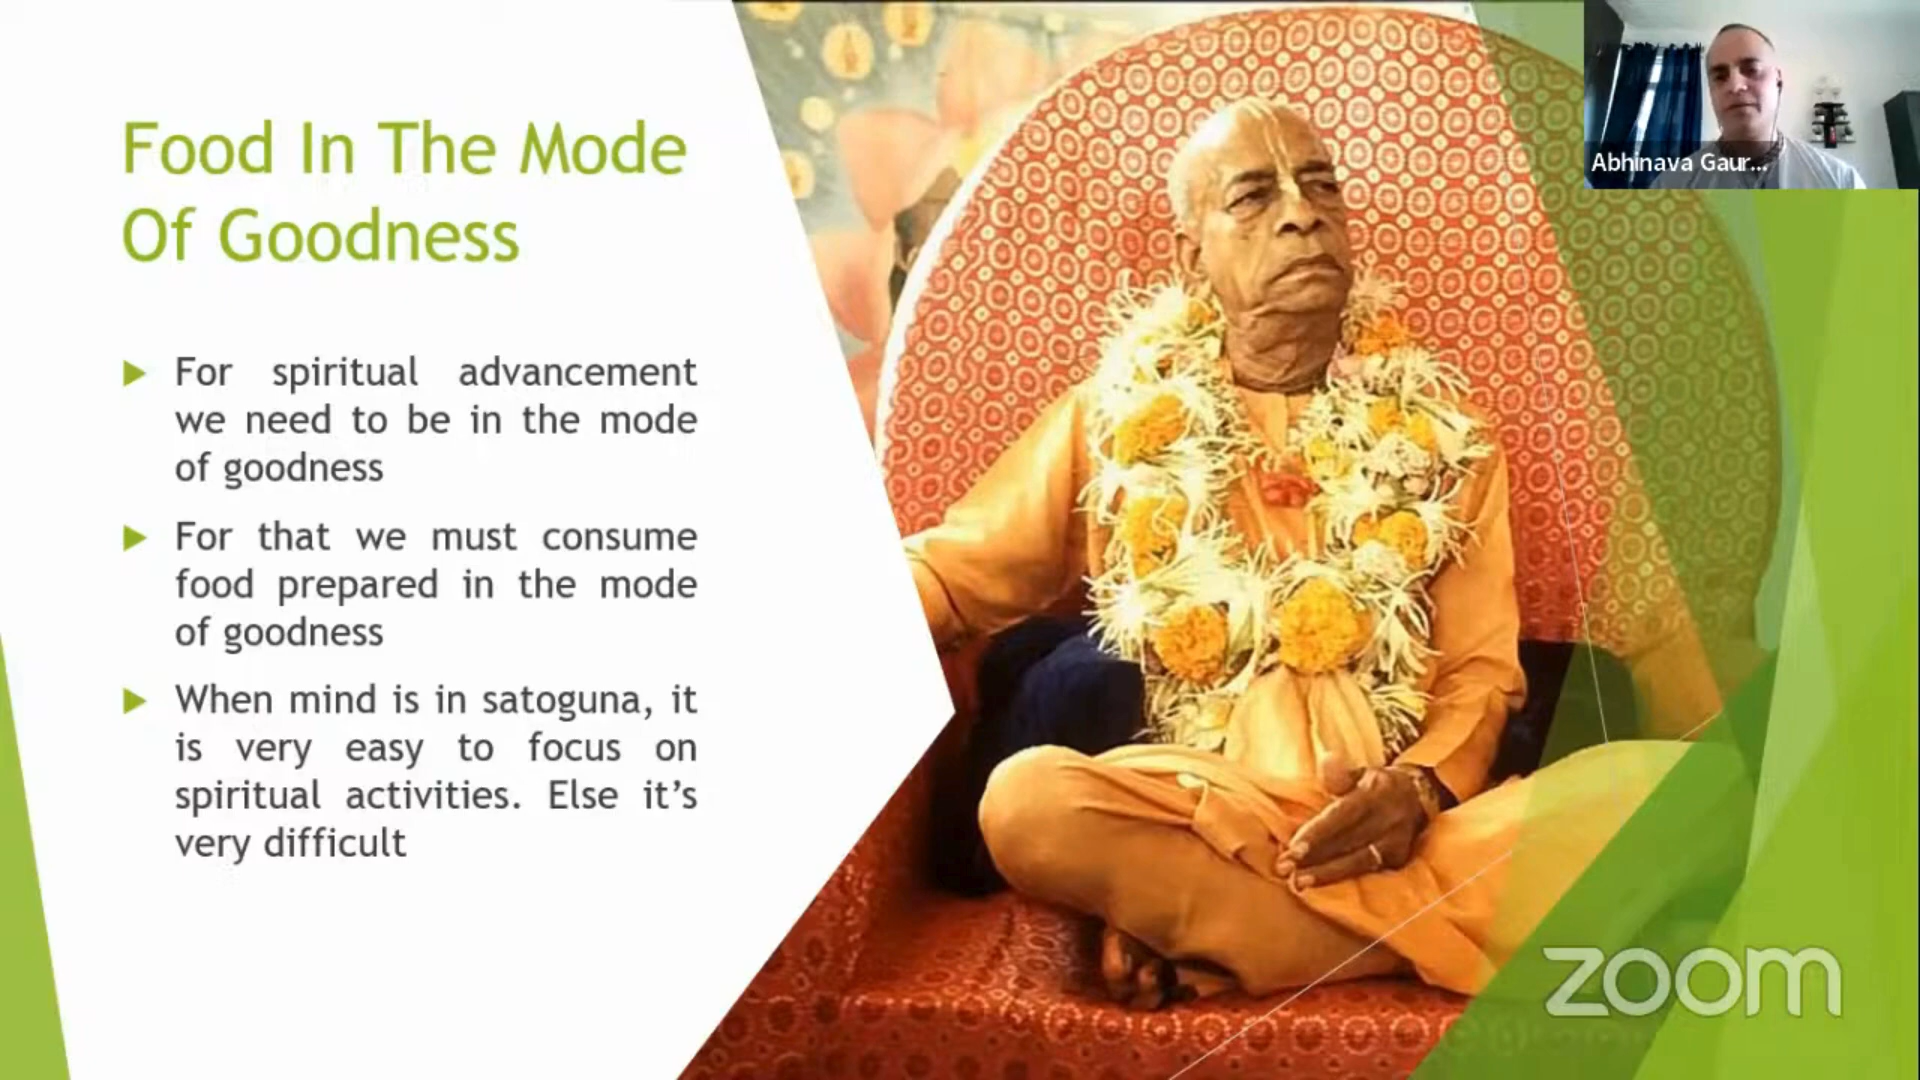 Food In The Mode
Of Goodness
For spiritual advancement
we need to be in the mode
of goodness
For that we must consume
food prepared in the mode
of goodness
When mind is in satoguna, it
is very easy to focus on
spiritual activities. Else it's
very difficult
Abhinava Gaur...
zoom